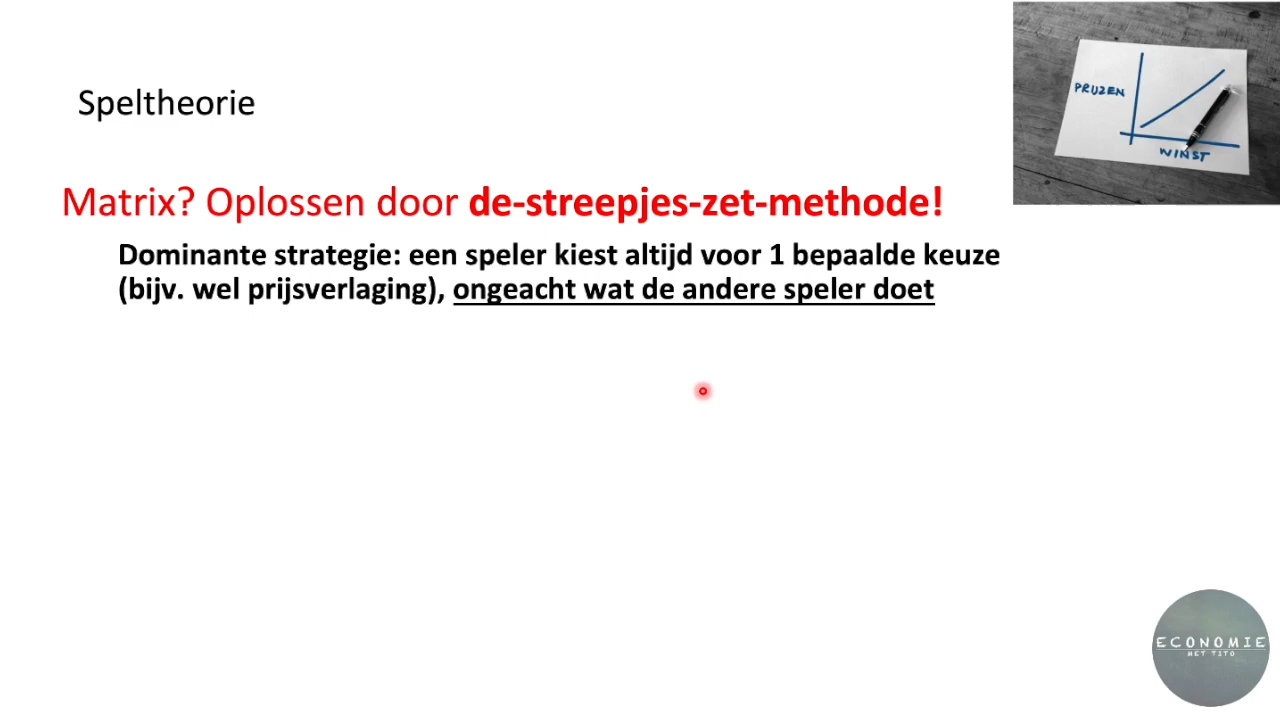 Speltheorie
Matrix? Oplossen door de-streepjes-zet-methode!
Dominante strategie: een speler kiest altijd voor 1 bepaalde keuze
(bijv. wel prijsverlaging), ongeacht wat de andere speler doet
PRIJZEN
WINST
ECONOMIE
MET TITO